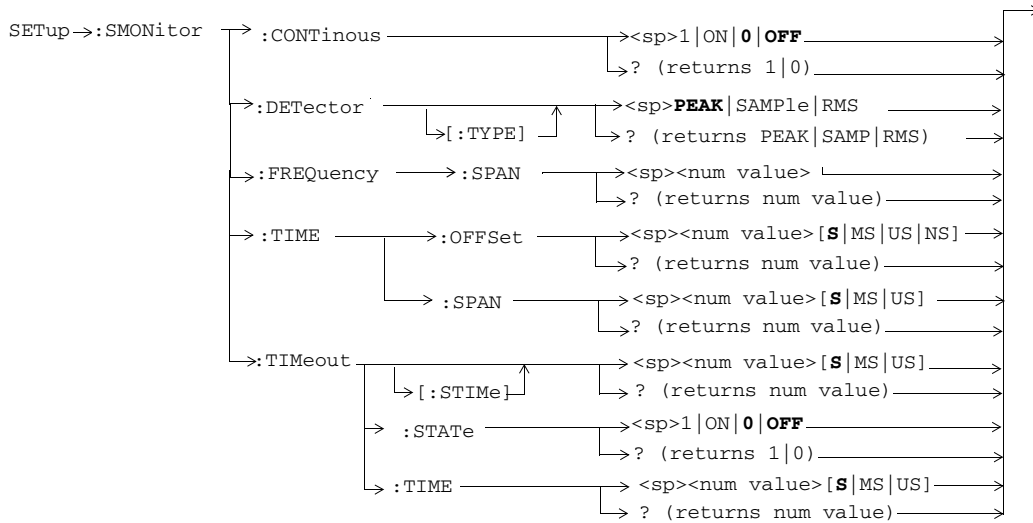 SETup :SMONitor :CONTinous <sp>1|ON|0|OFF
? (returns 1|0)
:DETector <sp>PEAK|SAMPle|RMS
[:TYPE] ? (returns PEAK|SAMP|RMS)
:FREQuency :SPAN <sp><num value>
? (returns num value)
:TIME :OFFSet <sp><num value>[S|MS|US|NS]
? (returns num value)
:SPAN <sp><num value>[S|MS|US]
? (returns num value)
:TIMeout <sp><num value>[S|MS|US]
[:STIMe] ? (returns num value)
:STATe <sp>1|ON|0|OFF
? (returns 1|0)
:TIME <sp><num value>[S|MS|US]
? (returns num value)